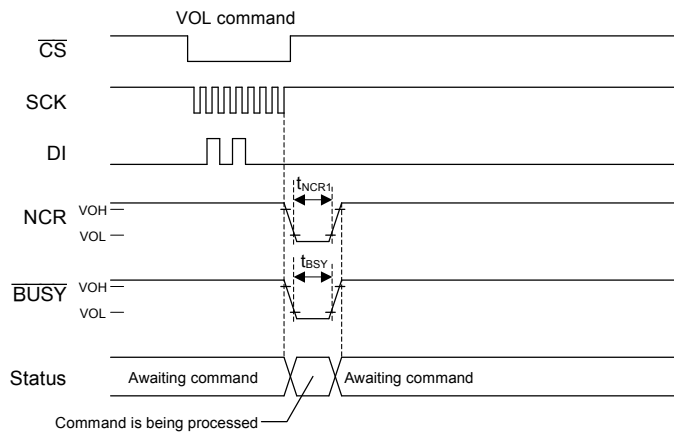 VOL command
CS
SCK
DI
tNCR1
NCR
VOH
VOL
tBSY
BUSY
VOH
VOL
Status
Awaiting command
Awaiting command
Command is being processed